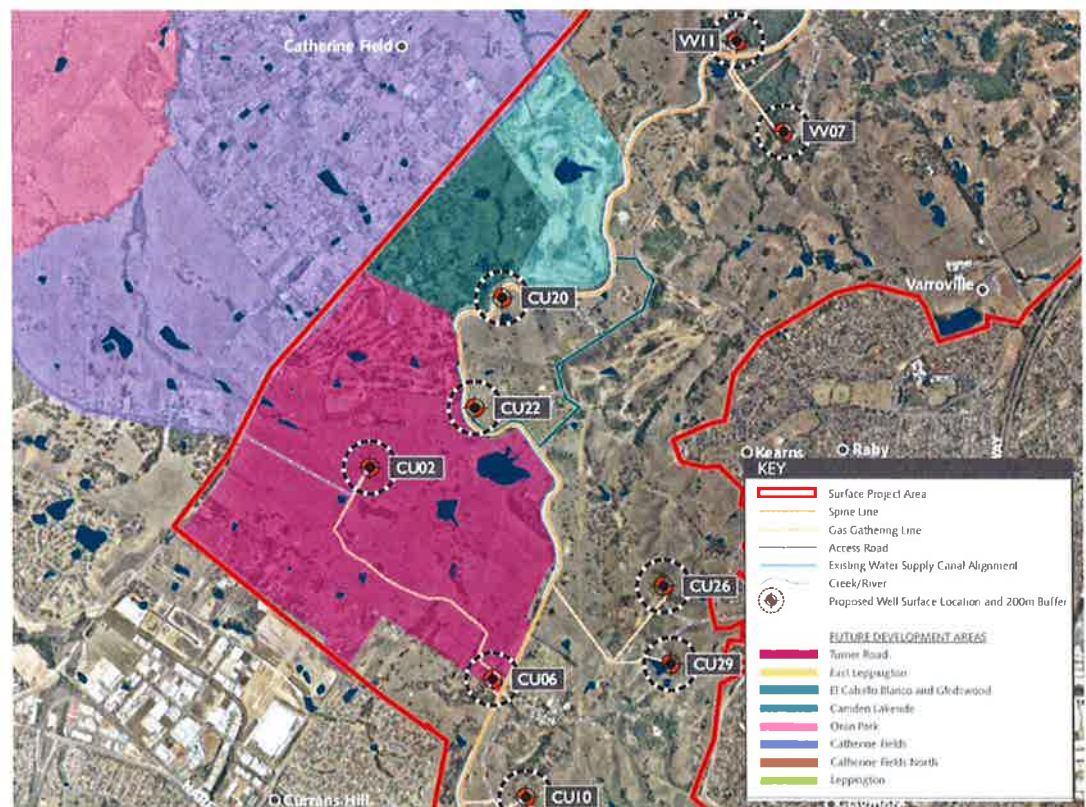 Catherine Field
VV11
VV07
Varroville
CU20
CU22
CU02
Kearns
Raby
KEY
Surface Project Area
Spine Line
Gas Gathering Line
Access Road
Existing Water Supply Canal Alignment
Creek/River
Proposed Well Surface Location and 200m Buffer
FUTURE DEVELOPMENT AREAS
Turner Road
East Leppington
El Caballo Blanco and Gledswood
Camden Lakeside
Oran Park
Catherine Fields
Catherine Fields North
Leppington
CU26
CU29
CU06
CU10
Currans Hill